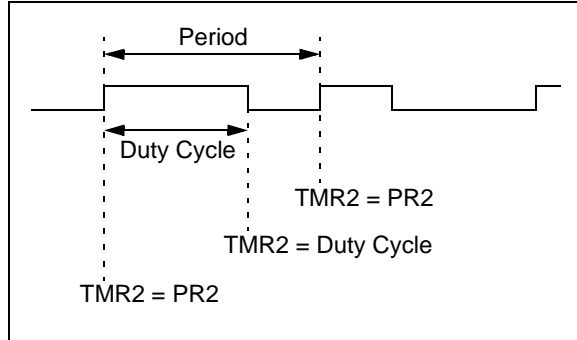 Period
Duty Cycle
TMR2 = PR2
TMR2 = Duty Cycle
TMR2 = PR2